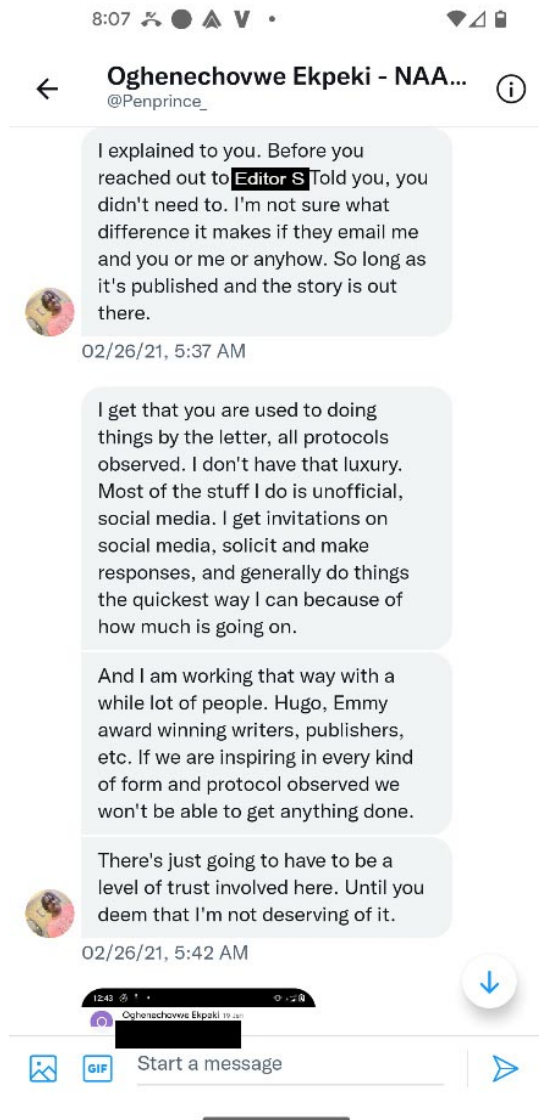 8:07
Oghenechovwe Ekpeki - NAA...
@Penprince_
I explained to you. Before you
reached out to Editor S Told you, you
didn't need to. I'm not sure what
difference it makes if they email me
and you or me or anyhow. So long as
it's published and the story is out
there.
02/26/21, 5:37 AM
I get that you are used to doing
things by the letter, all protocols
observed. I don't have that luxury.
Most of the stuff I do is unofficial,
social media. I get invitations on
social media, solicit and make
responses, and generally do things
the quickest way I can because of
how much is going on.
And I am working that way with a
while lot of people. Hugo, Emmy
award winning writers, publishers,
etc. If we are inspiring in every kind
of form and protocol observed we
won't be able to get anything done.
There's just going to have to be a
level of trust involved here. Until you
deem that I'm not deserving of it.
02/26/21, 5:42 AM
12:43
O Oghenechovwe Ekpeki 19 Jan
GIF Start a message